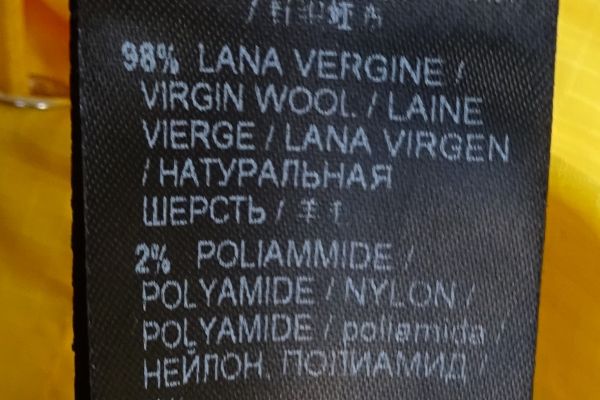 98% LANA VERGINE /
VIRGIN WOOL / LAINE
VIERGE / LANA VIRGEN
/ НАТУРАЛЬНАЯ
ШЕРСТЬ / 羊毛
2% POLIAMMIDE /
POLYAMIDE / NYLON /
POLYAMIDE / poliamida /
НЕЙЛОН, ПОЛИАМИД /